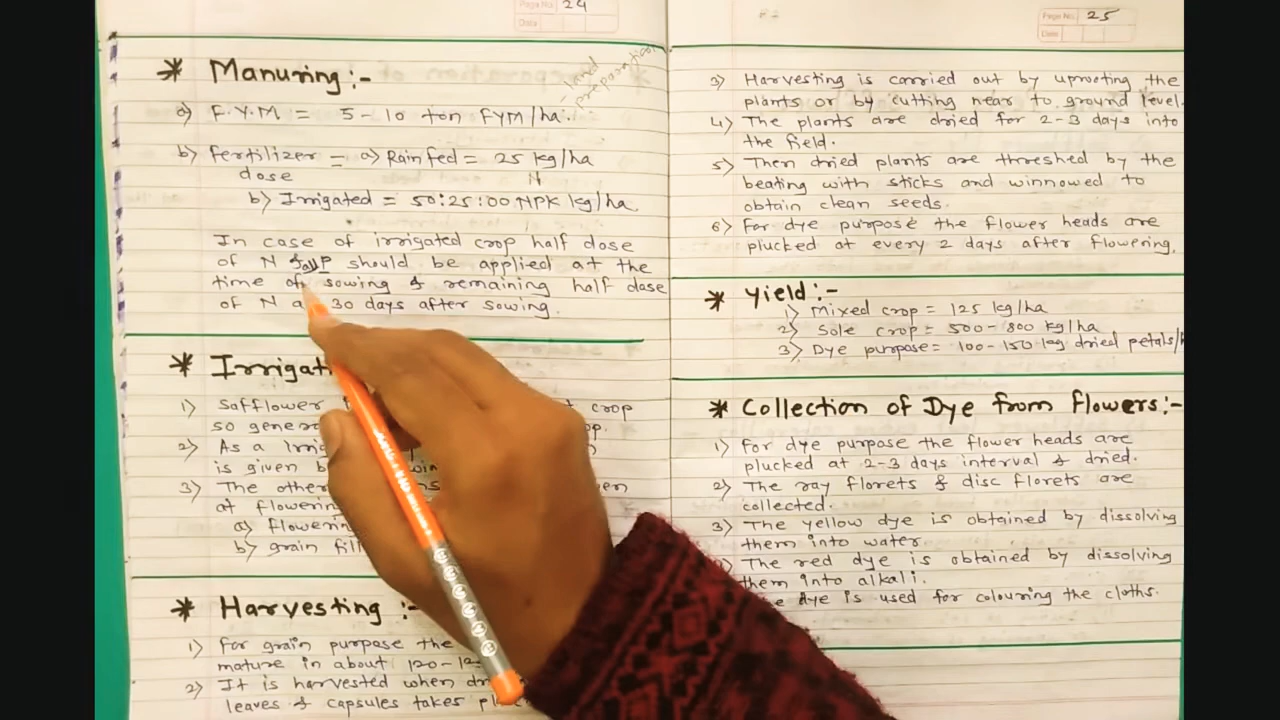 Page No. 24
Date
* Manuring :-
land preparation
a) F.Y.M = 5-10 ton FYM/ha.
b) Fertilizer = a) Rainfed = 25 kg/ha
dose N
b) Irrigated = 50:25:00 NPK kg/ha
In case of irrigated crop half dose
of N & all P should be applied at the
time of sowing & remaining half dose
of N a 30 days after sowing.
* Irrigati
1) Safflower crop
so gener op.
2) As a Irrig
is given b win
3) The other
at flowerin
a) flowerin
b) grain fill
* Harvesting :-
1) For grain purpose the
mature in about 120-12
2) It is harvested when dr
leaves & capsules takes pl
Page No. 25
Date
3) Harvesting is carried out by uprooting the
plants or by cutting near to ground level.
4) The plants are dried for 2-3 days into
the field.
5) Then dried plants are threshed by the
beating with sticks and winnowed to
obtain clean seeds.
6) For dye purpose the flower heads are
plucked at every 2 days after flowering.
* Yield :-
1) Mixed crop = 125 kg/ha
2) Sole crop = 500-800 kg/ha
3) Dye purpose = 100-150 kg dried petals/h
* Collection of Dye from flowers :-
1) For dye purpose the flower heads are
plucked at 2-3 days interval & dried.
2) The ray florets & disc florets are
collected.
3) The yellow dye is obtained by dissolving
them into water
The red dye is obtained by dissolving
them into alkali.
e dye is used for colouring the cloths.